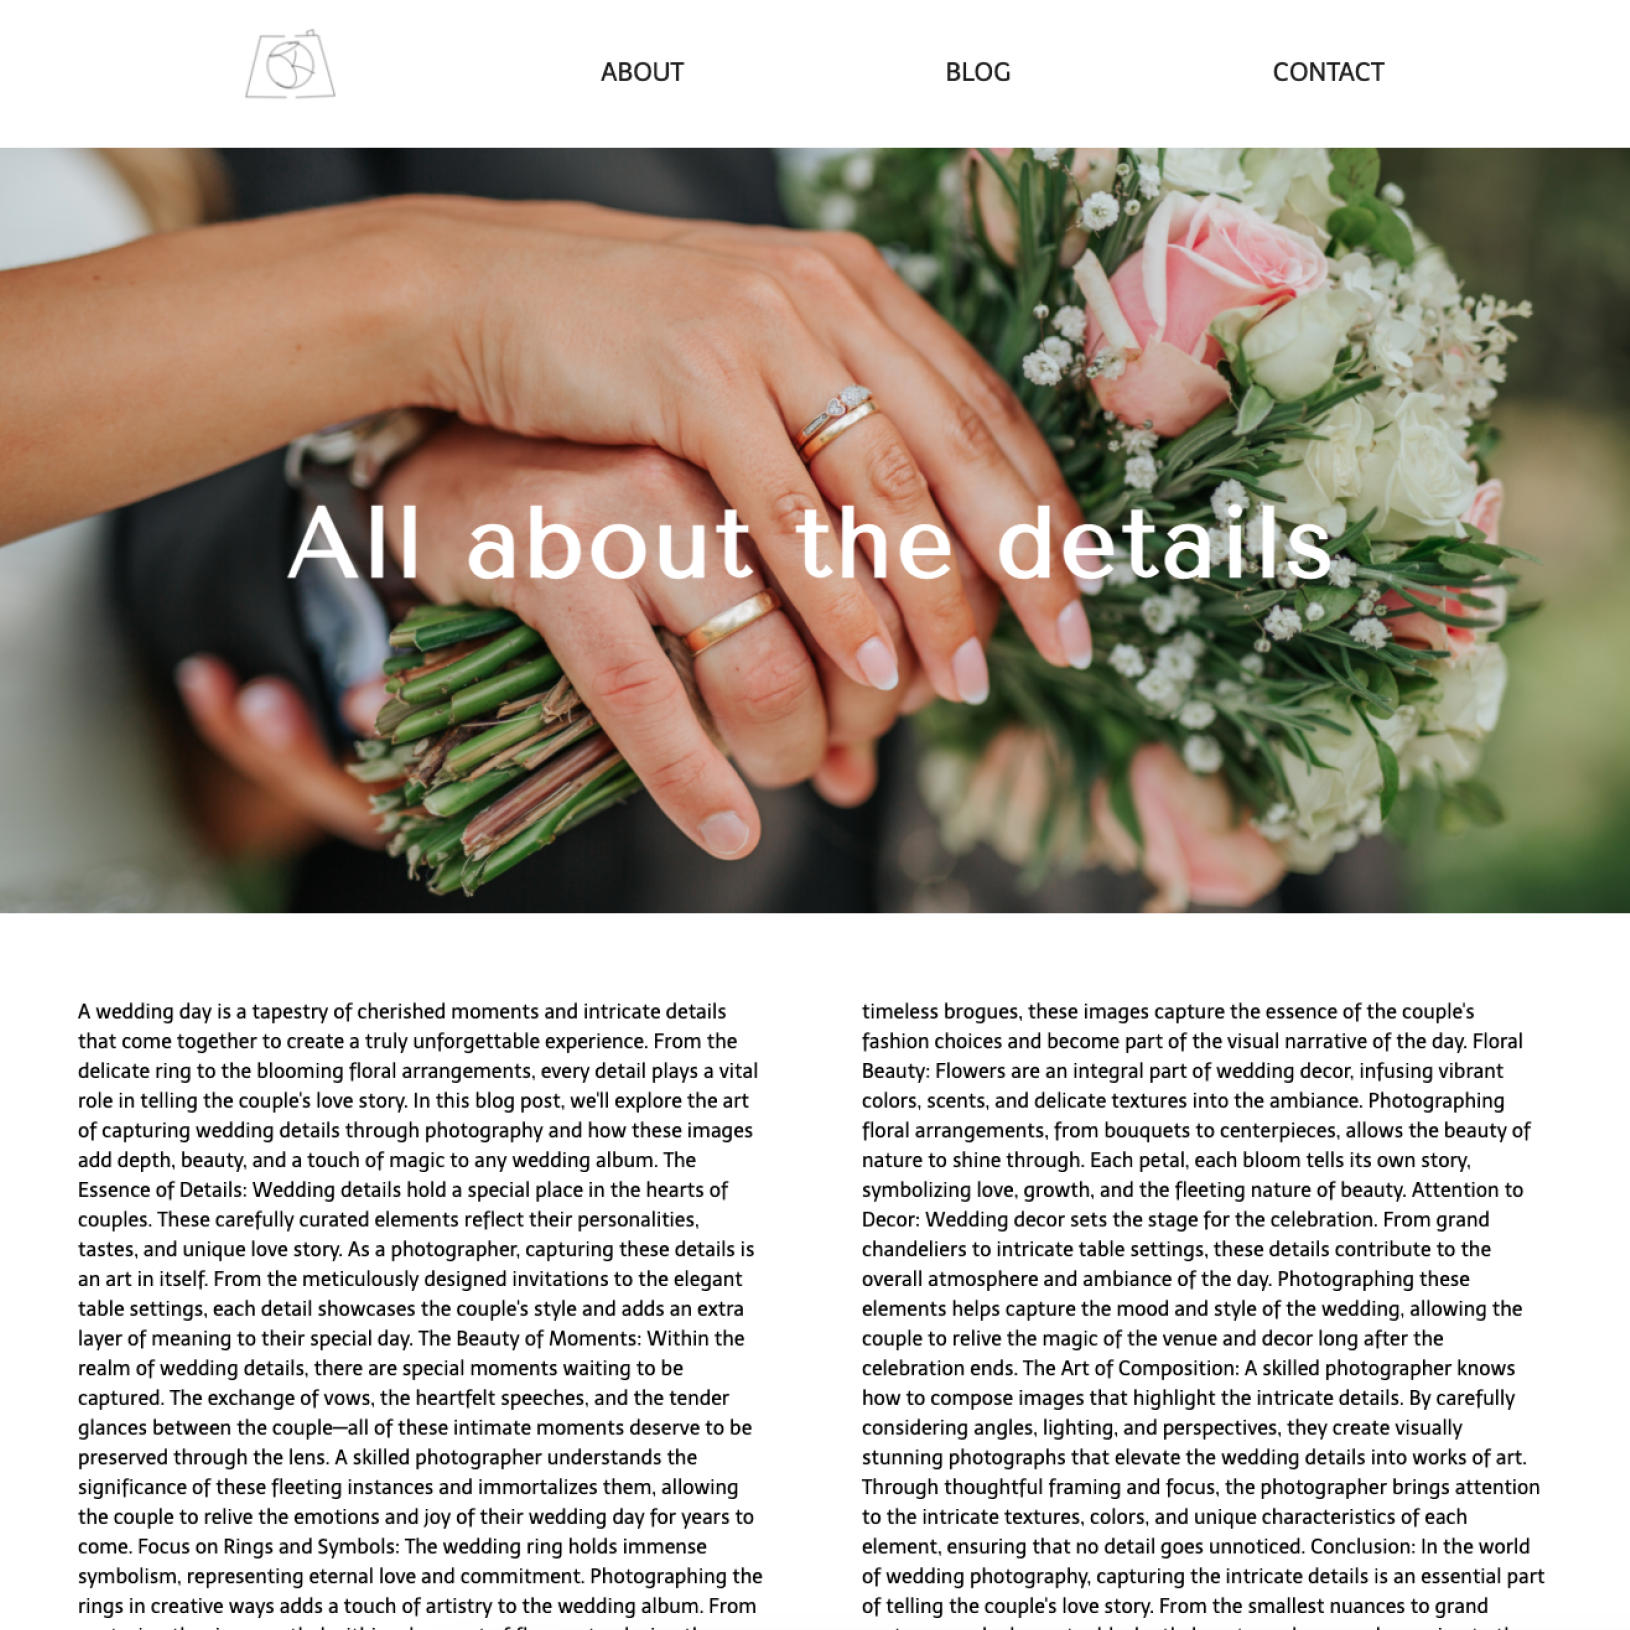 ABOUT
BLOG
CONTACT
All about the details
A wedding day is a tapestry of cherished moments and intricate details
that come together to create a truly unforgettable experience. From the
delicate ring to the blooming floral arrangements, every detail plays a vital
role in telling the couple's love story. In this blog post, we'll explore the art
of capturing wedding details through photography and how these images
add depth, beauty, and a touch of magic to any wedding album. The
Essence of Details: Wedding details hold a special place in the hearts of
couples. These carefully curated elements reflect their personalities,
tastes, and unique love story. As a photographer, capturing these details is
an art in itself. From the meticulously designed invitations to the elegant
table settings, each detail showcases the couple's style and adds an extra
layer of meaning to their special day. The Beauty of Moments: Within the
realm of wedding details, there are special moments waiting to be
captured. The exchange of vows, the heartfelt speeches, and the tender
glances between the couple—all of these intimate moments deserve to be
preserved through the lens. A skilled photographer understands the
significance of these fleeting instances and immortalizes them, allowing
the couple to relive the emotions and joy of their wedding day for years to
come. Focus on Rings and Symbols: The wedding ring holds immense
symbolism, representing eternal love and commitment. Photographing the
rings in creative ways adds a touch of artistry to the wedding album. From
timeless brogues, these images capture the essence of the couple's
fashion choices and become part of the visual narrative of the day. Floral
Beauty: Flowers are an integral part of wedding decor, infusing vibrant
colors, scents, and delicate textures into the ambiance. Photographing
floral arrangements, from bouquets to centerpieces, allows the beauty of
nature to shine through. Each petal, each bloom tells its own story,
symbolizing love, growth, and the fleeting nature of beauty. Attention to
Decor: Wedding decor sets the stage for the celebration. From grand
chandeliers to intricate table settings, these details contribute to the
overall atmosphere and ambiance of the day. Photographing these
elements helps capture the mood and style of the wedding, allowing the
couple to relive the magic of the venue and decor long after the
celebration ends. The Art of Composition: A skilled photographer knows
how to compose images that highlight the intricate details. By carefully
considering angles, lighting, and perspectives, they create visually
stunning photographs that elevate the wedding details into works of art.
Through thoughtful framing and focus, the photographer brings attention
to the intricate textures, colors, and unique characteristics of each
element, ensuring that no detail goes unnoticed. Conclusion: In the world
of wedding photography, capturing the intricate details is an essential part
of telling the couple's love story. From the smallest nuances to grand